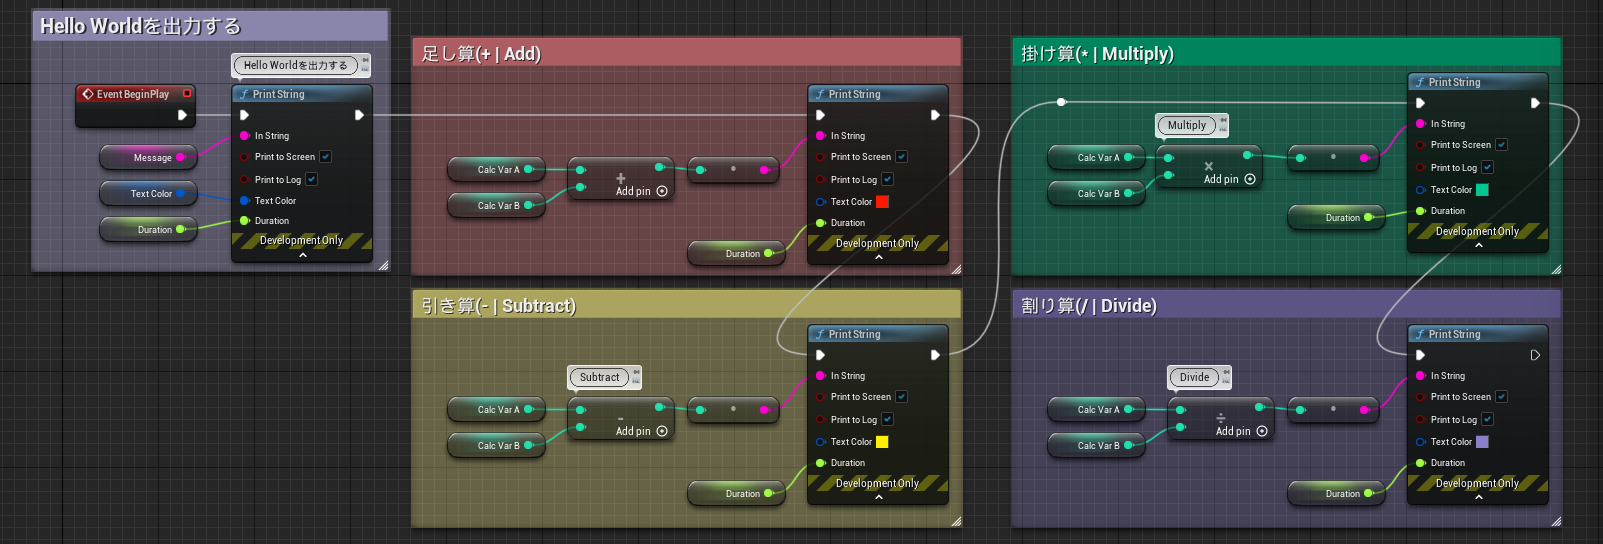 Hello Worldを出力する
Hello Worldを出力する
Event BeginPlay
Print String
In String
Message
Print to Screen
Print to Log
Text Color
Text Color
Duration
Duration
Development Only
足し算(+ | Add)
Print String
In String
Calc Var A
+
Print to Screen
Add pin
Print to Log
Calc Var B
Text Color
Duration
Duration
Development Only
引き算(- | Subtract)
Print String
Subtract
In String
Calc Var A
-
Print to Screen
Add pin
Print to Log
Calc Var B
Text Color
Duration
Duration
Development Only
掛け算(* | Multiply)
Print String
Multiply
In String
Calc Var A
×
Print to Screen
Add pin
Print to Log
Calc Var B
Text Color
Duration
Duration
Development Only
割り算(/ | Divide)
Print String
Divide
In String
Calc Var A
÷
Print to Screen
Add pin
Print to Log
Calc Var B
Text Color
Duration
Duration
Development Only